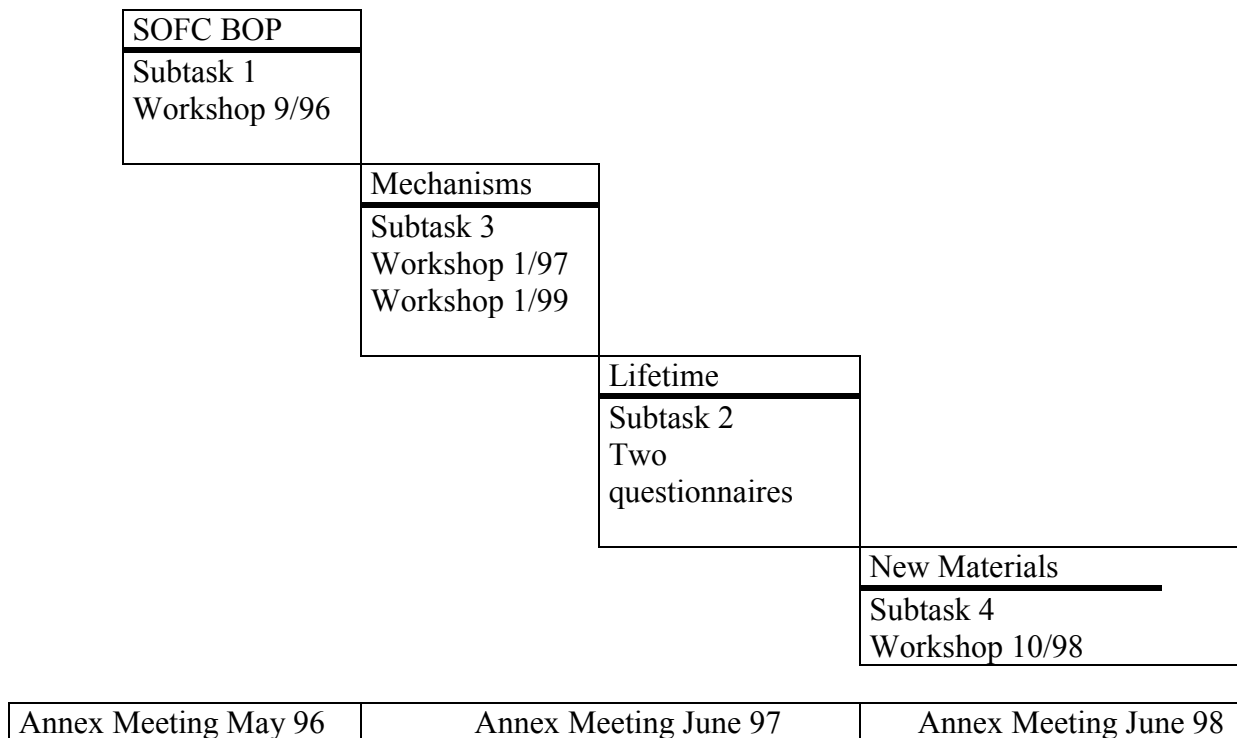 SOFC BOP
Subtask 1
Workshop 9/96
Mechanisms
Subtask 3
Workshop 1/97
Workshop 1/99
Lifetime
Subtask 2
Two
questionnaires
New Materials
Subtask 4
Workshop 10/98
Annex Meeting May 96
Annex Meeting June 97
Annex Meeting June 98